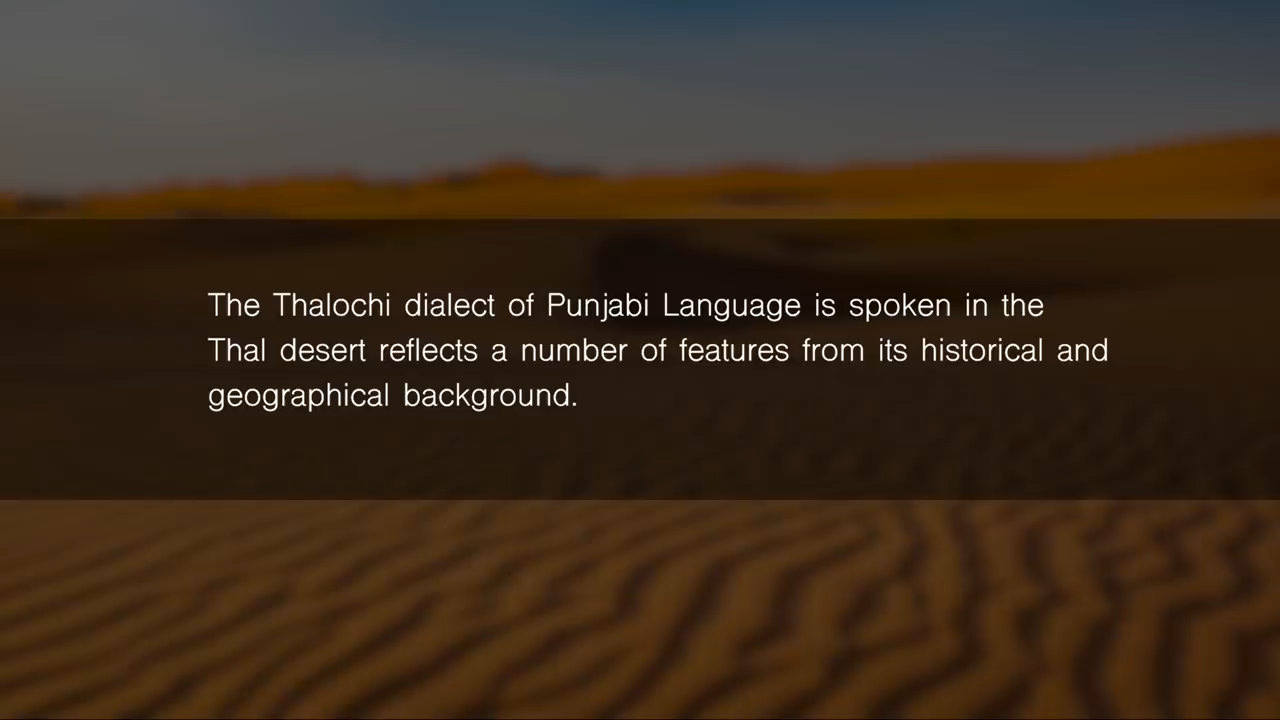 The Thalochi dialect of Punjabi Language is spoken in the
Thal desert reflects a number of features from its historical and
geographical background.